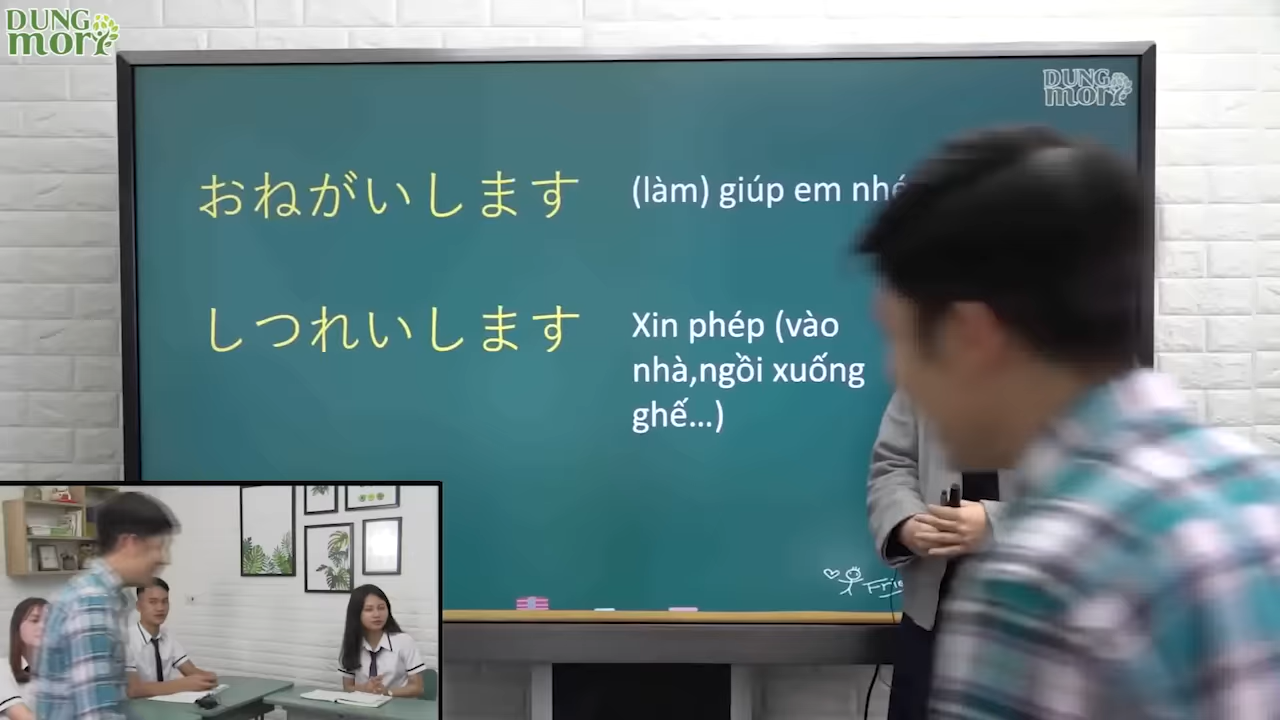 DUNG
mori
DUNG
mori
おねがいします
(làm) giúp em nhé
しつれいします
Xin phép (vào
nhà,ngồi xuống
ghế...)